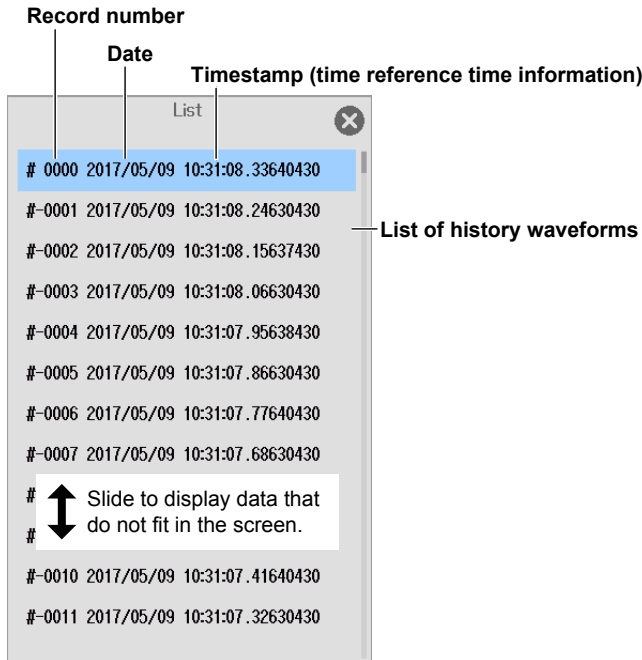 Record number
Date
Timestamp (time reference time information)
List
# 0000 2017/05/09 10:31:08.33640430
#-0001 2017/05/09 10:31:08.24630430
List of history waveforms
#-0002 2017/05/09 10:31:08.15637430
#-0003 2017/05/09 10:31:08.06630430
#-0004 2017/05/09 10:31:07.95638430
#-0005 2017/05/09 10:31:07.86630430
#-0006 2017/05/09 10:31:07.77640430
#-0007 2017/05/09 10:31:07.68630430
# Slide to display data that
# do not fit in the screen.
#-0010 2017/05/09 10:31:07.41640430
#-0011 2017/05/09 10:31:07.32630430